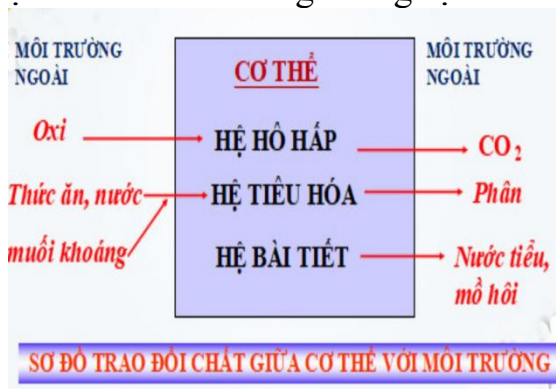 MÔI TRƯỜNG
NGOÀI
CƠ THỂ
MÔI TRƯỜNG
NGOÀI
Oxi
HỆ HÔ HẤP
CO₂
Thức ăn, nước
HỆ TIÊU HÓA
Phân
muối khoáng
HỆ BÀI TIẾT
Nước tiểu,
mồ hôi
SƠ ĐỒ TRAO ĐỔI CHẤT GIỮA CƠ THỂ VỚI MÔI TRƯỜNG